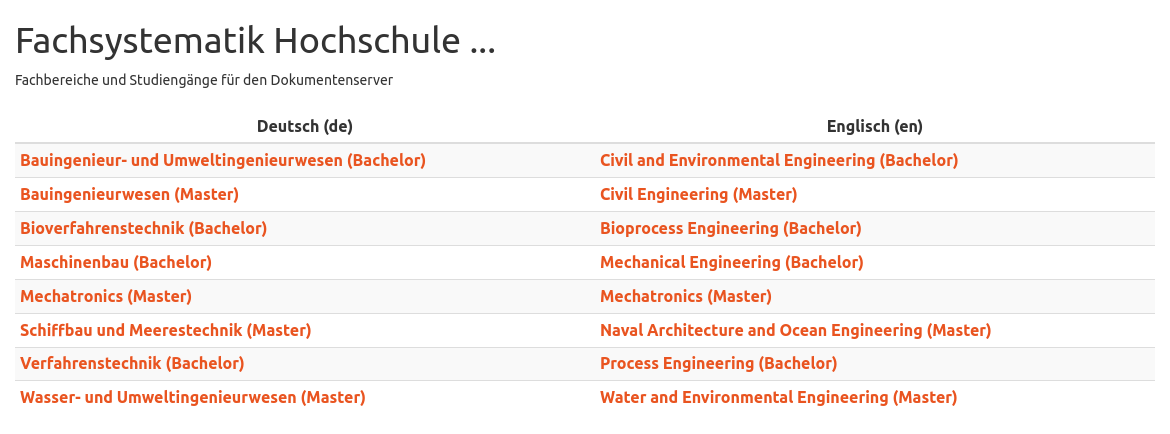 Fachsystematik Hochschule ...
Fachbereiche und Studiengänge für den Dokumentenserver
Deutsch (de) Englisch (en)
Bauingenieur- und Umweltingenieurwesen (Bachelor) Civil and Environmental Engineering (Bachelor)
Bauingenieurwesen (Master) Civil Engineering (Master)
Bioverfahrenstechnik (Bachelor) Bioprocess Engineering (Bachelor)
Maschinenbau (Bachelor) Mechanical Engineering (Bachelor)
Mechatronics (Master) Mechatronics (Master)
Schiffbau und Meerestechnik (Master) Naval Architecture and Ocean Engineering (Master)
Verfahrenstechnik (Bachelor) Process Engineering (Bachelor)
Wasser- und Umweltingenieurwesen (Master) Water and Environmental Engineering (Master)